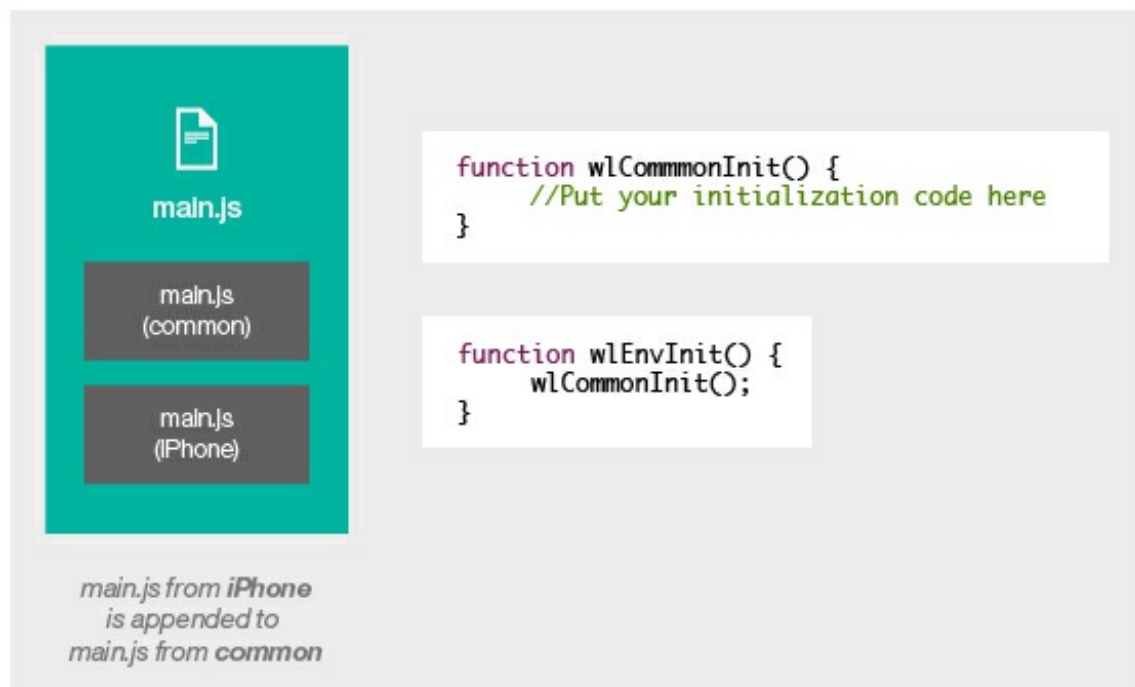 main.js
main.js
(common)
main.js
(iPhone)
main.js from iPhone
is appended to
main.js from common
function wlCommmonInit() {
//Put your initialization code here
}
function wlEnvInit() {
wlCommonInit();
}